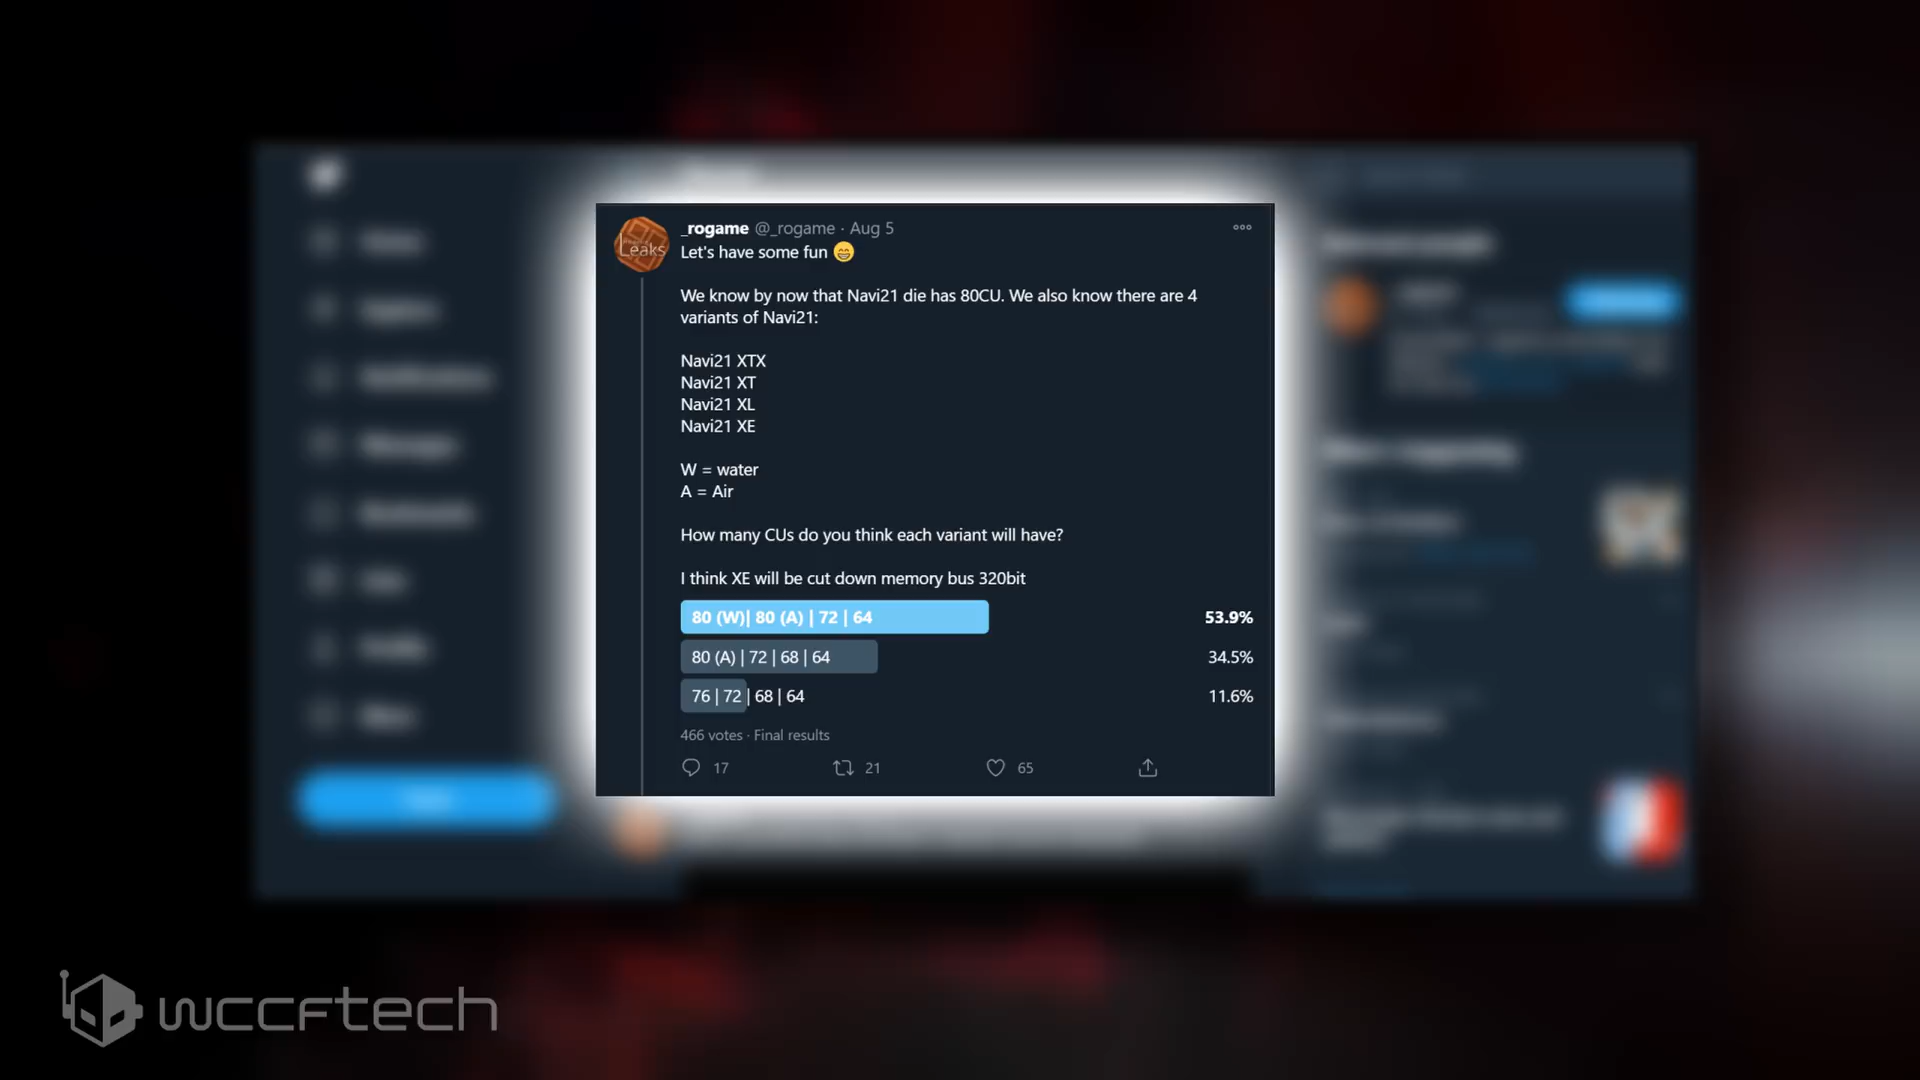 _rogame @_rogame · Aug 5
Let's have some fun 😁
We know by now that Navi21 die has 80CU. We also know there are 4
variants of Navi21:
Navi21 XTX
Navi21 XT
Navi21 XL
Navi21 XE
W = water
A = Air
How many CUs do you think each variant will have?
I think XE will be cut down memory bus 320bit
80 (W)| 80 (A) | 72 | 64 53.9%
80 (A) | 72 | 68 | 64 34.5%
76 | 72 | 68 | 64 11.6%
466 votes · Final results
17 21 65
Leaks
wccftech